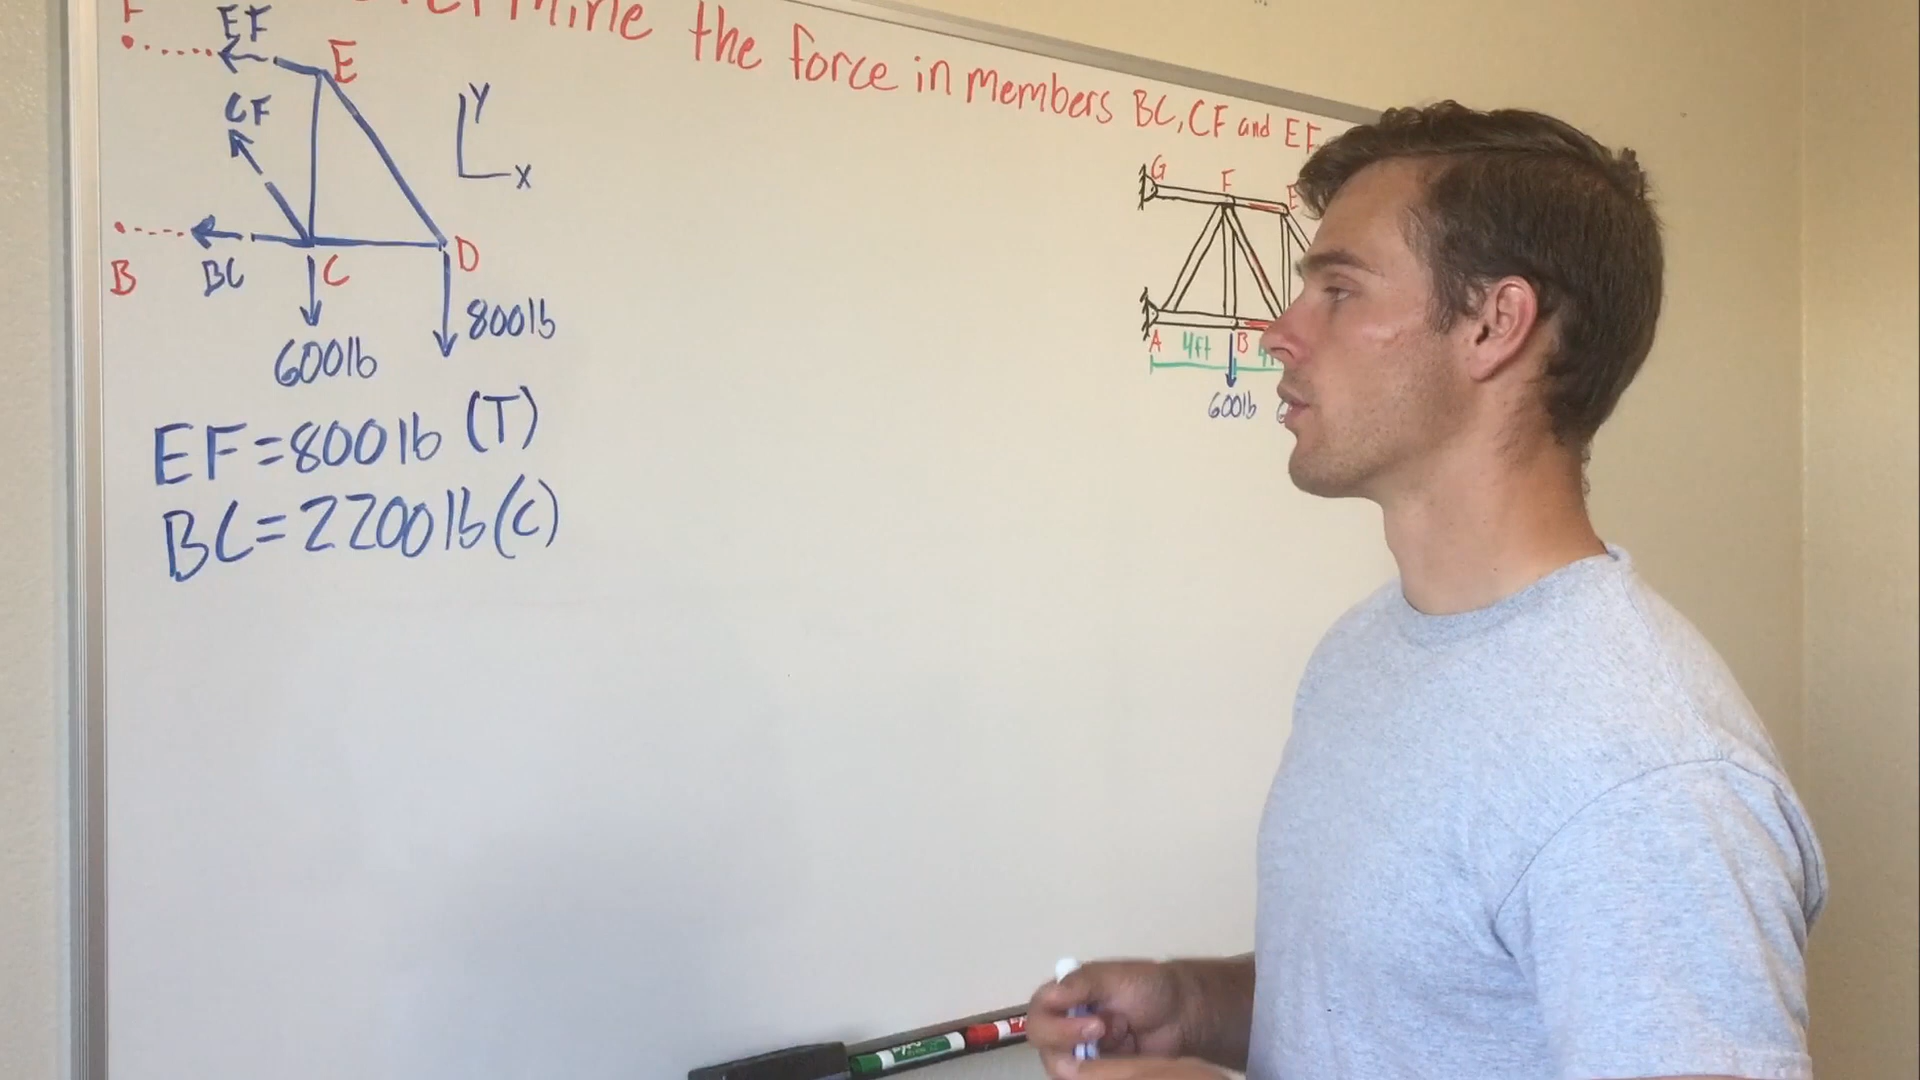 the force in members BC, CF and EF
F
EF
E
CF
Y
X
B
BC
C
D
600lb
800lb
EF=800lb (T)
BC=2200lb (C)
G
F
E
A
4ft
B
600lb